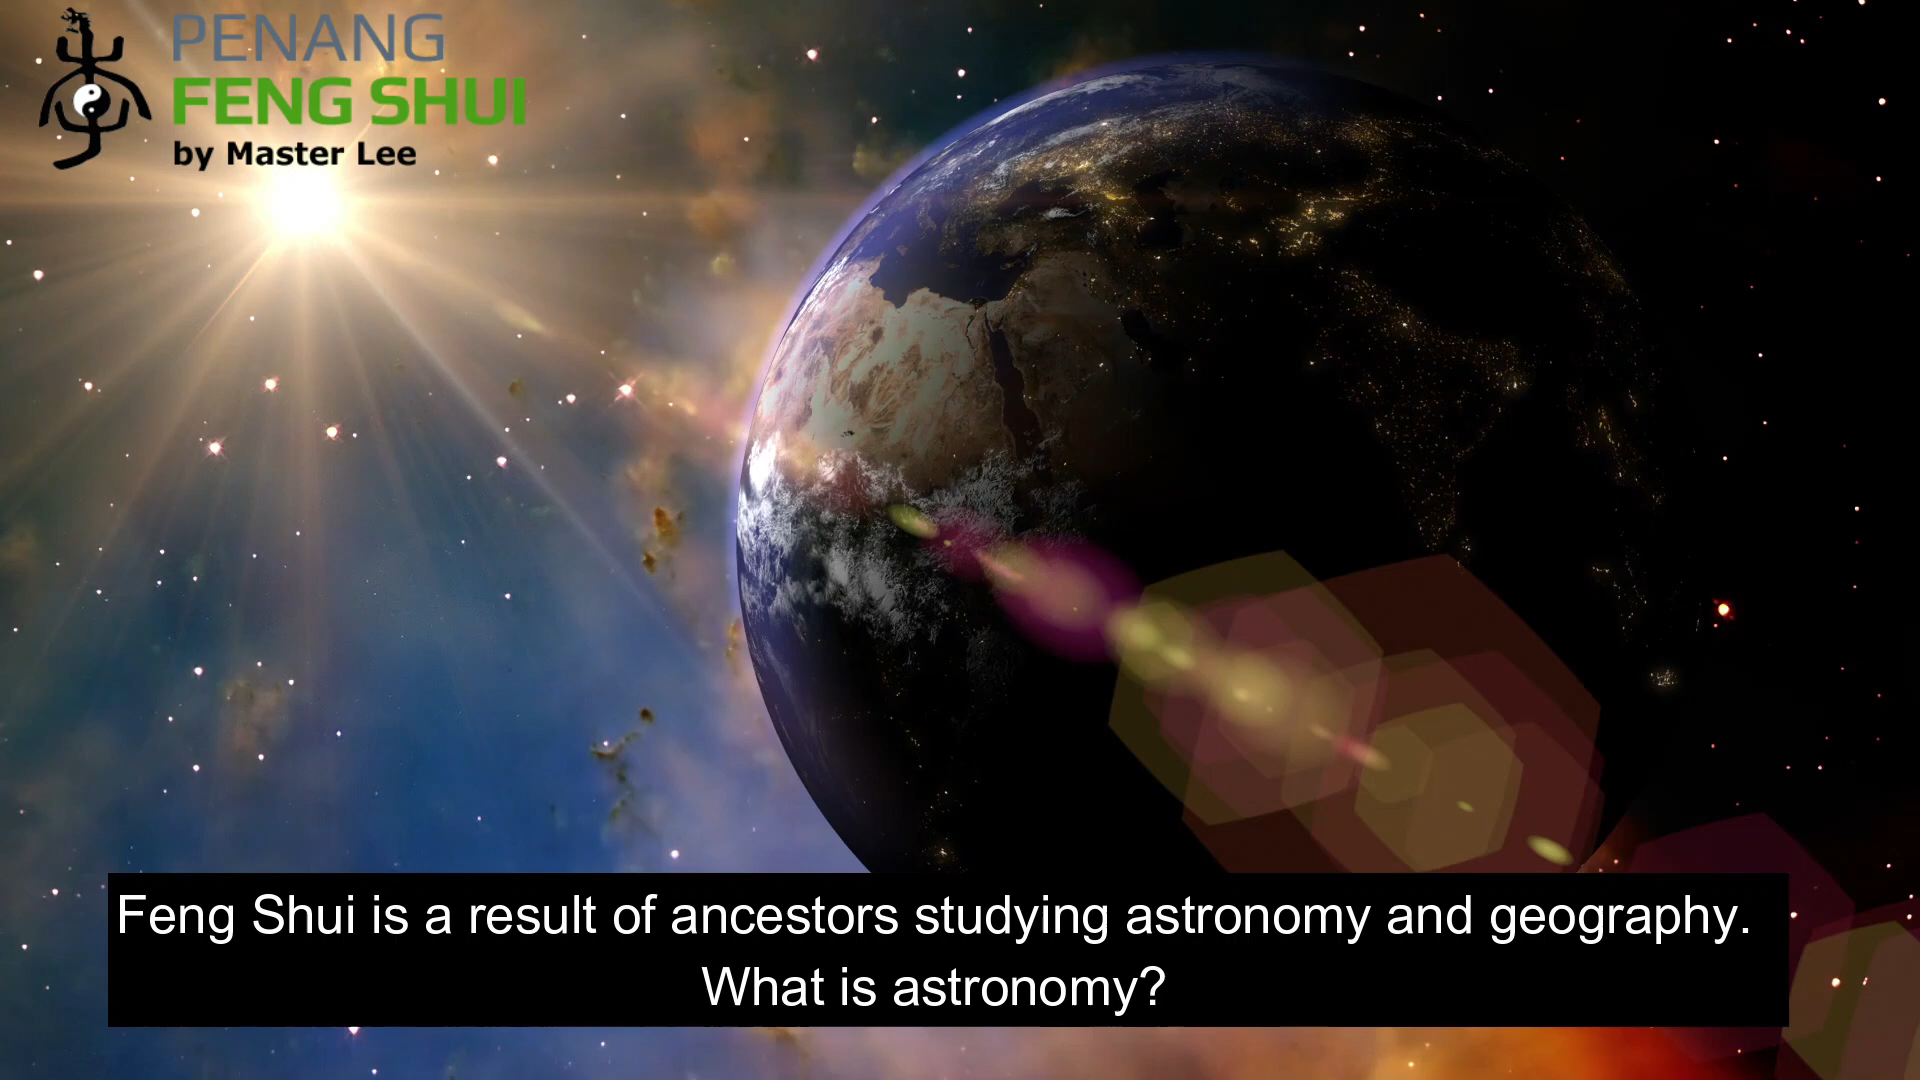 PENANG
FENG SHUI
by Master Lee
Feng Shui is a result of ancestors studying astronomy and geography.
What is astronomy?